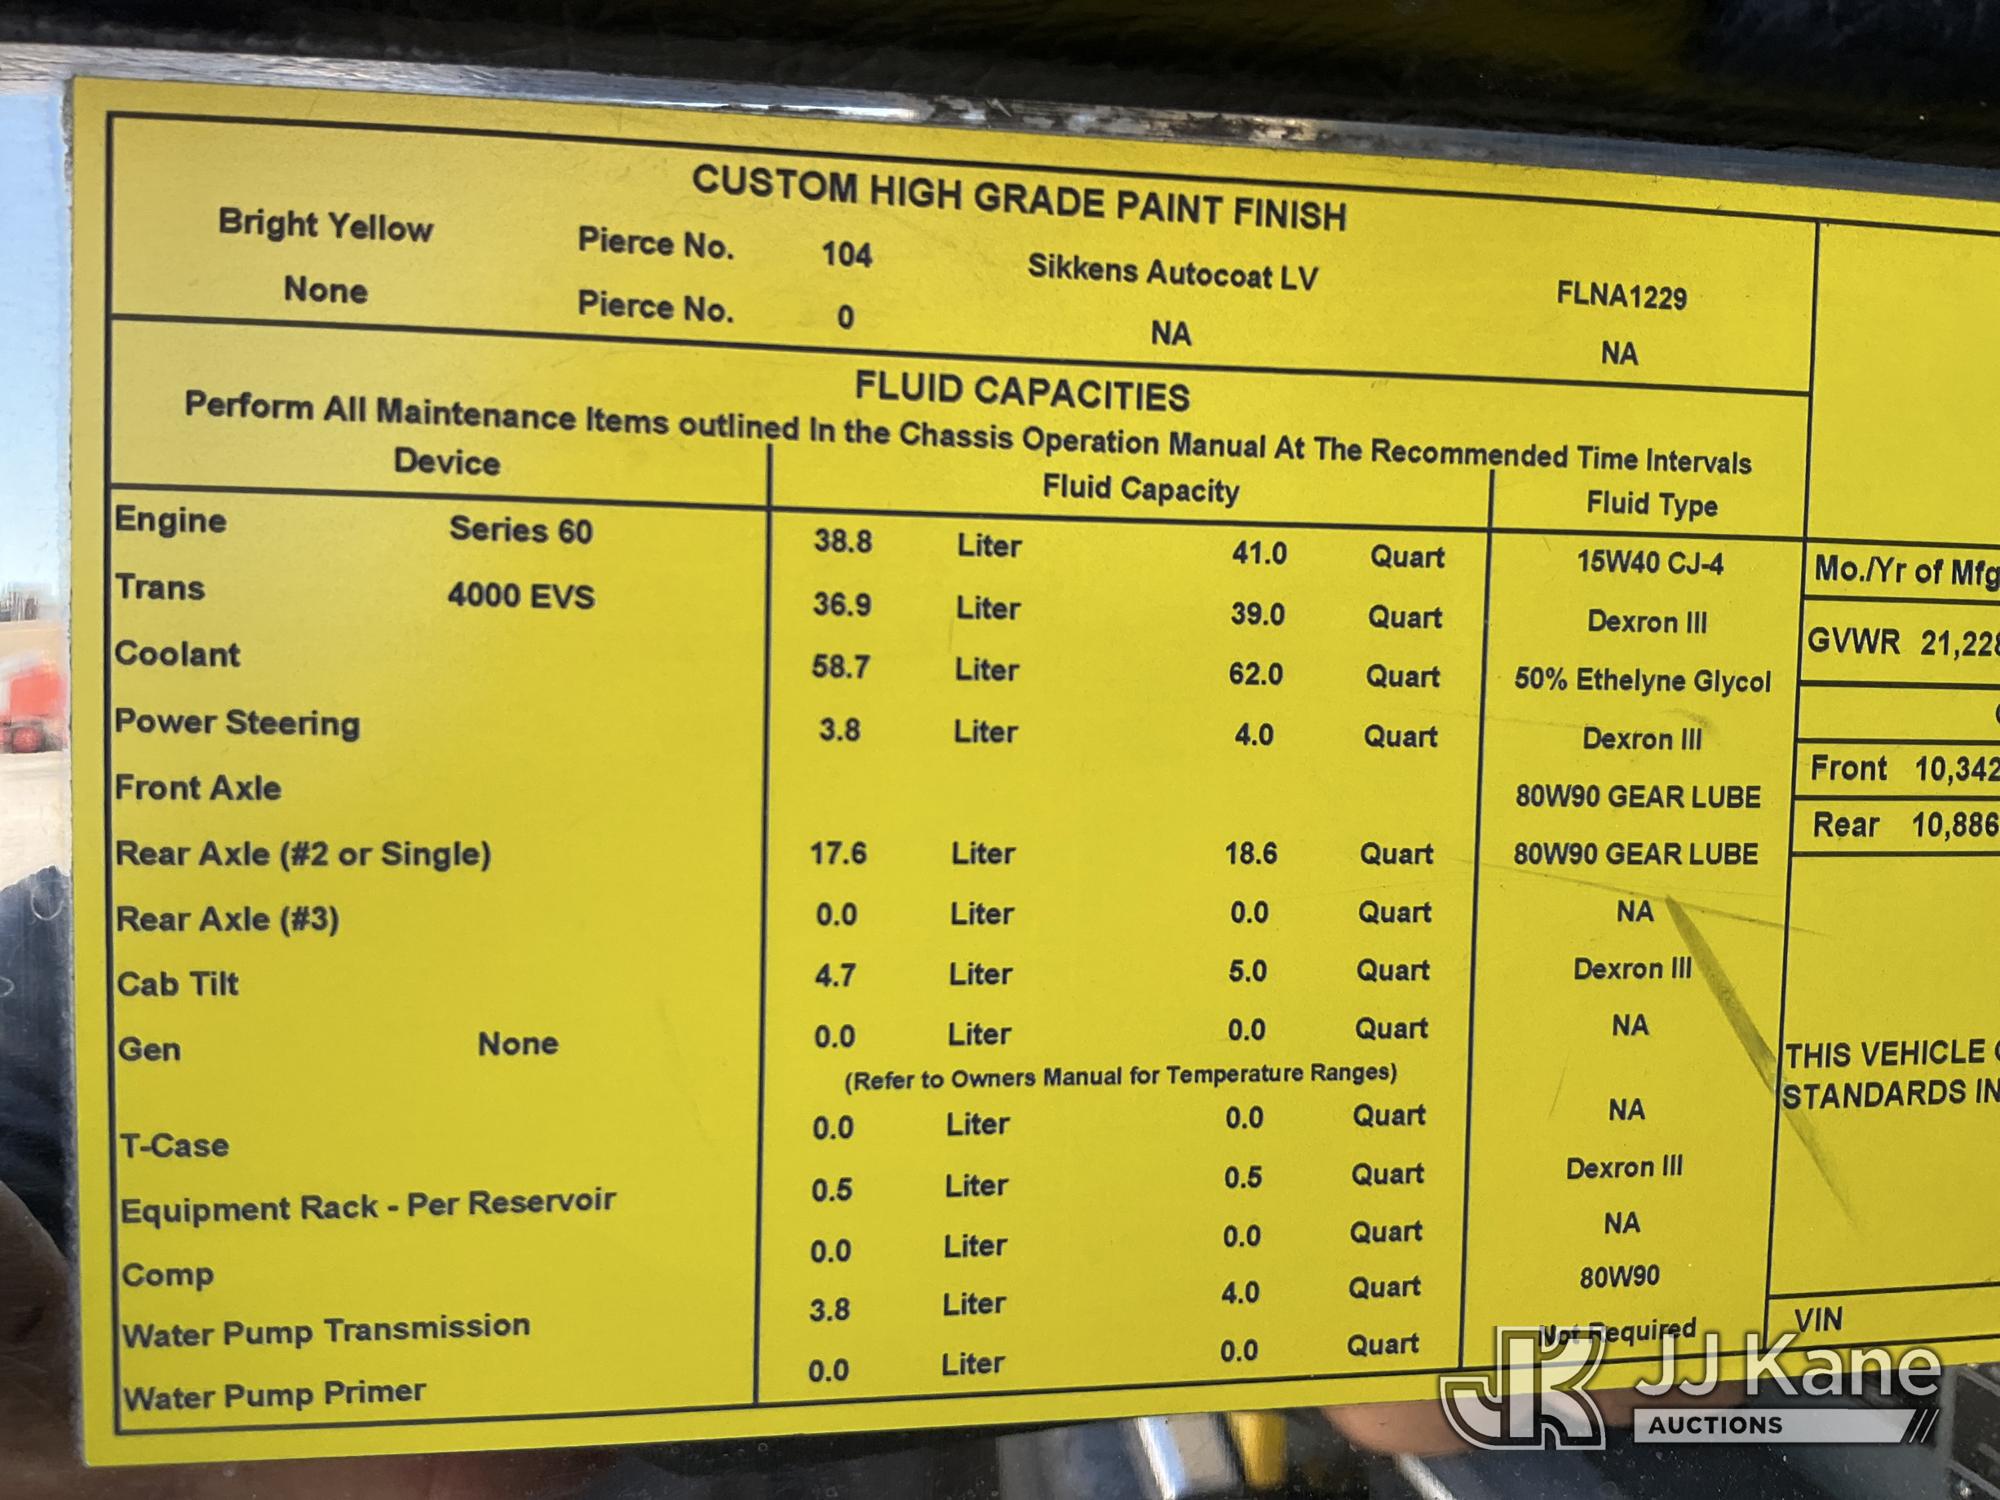 CUSTOM HIGH GRADE PAINT FINISH
Bright Yellow Pierce No. 104 Sikkens Autocoat LV FLNA1229
None Pierce No. 0 NA NA
FLUID CAPACITIES
Perform All Maintenance Items outlined In the Chassis Operation Manual At The Recommended Time Intervals
Device Fluid Capacity Fluid Type
Engine Series 60 38.8 Liter 41.0 Quart 15W40 CJ-4
Trans 4000 EVS 36.9 Liter 39.0 Quart Dexron III
Coolant 58.7 Liter 62.0 Quart 50% Ethelyne Glycol
Power Steering 3.8 Liter 4.0 Quart Dexron III
Front Axle 80W90 GEAR LUBE
Rear Axle (#2 or Single) 17.6 Liter 18.6 Quart 80W90 GEAR LUBE
Rear Axle (#3) 0.0 Liter 0.0 Quart NA
Cab Tilt 4.7 Liter 5.0 Quart Dexron III
Gen None 0.0 Liter 0.0 Quart NA
(Refer to Owners Manual for Temperature Ranges)
T-Case 0.0 Liter 0.0 Quart NA
Equipment Rack - Per Reservoir 0.5 Liter 0.5 Quart Dexron III
Comp 0.0 Liter 0.0 Quart NA
Water Pump Transmission 3.8 Liter 4.0 Quart 80W90
Water Pump Primer 0.0 Liter 0.0 Quart Not Required
Mo./Yr of Mfg
GVWR 21,228
Front 10,342
Rear 10,886
THIS VEHICLE
STANDARDS IN
VIN
JJ Kane
AUCTIONS